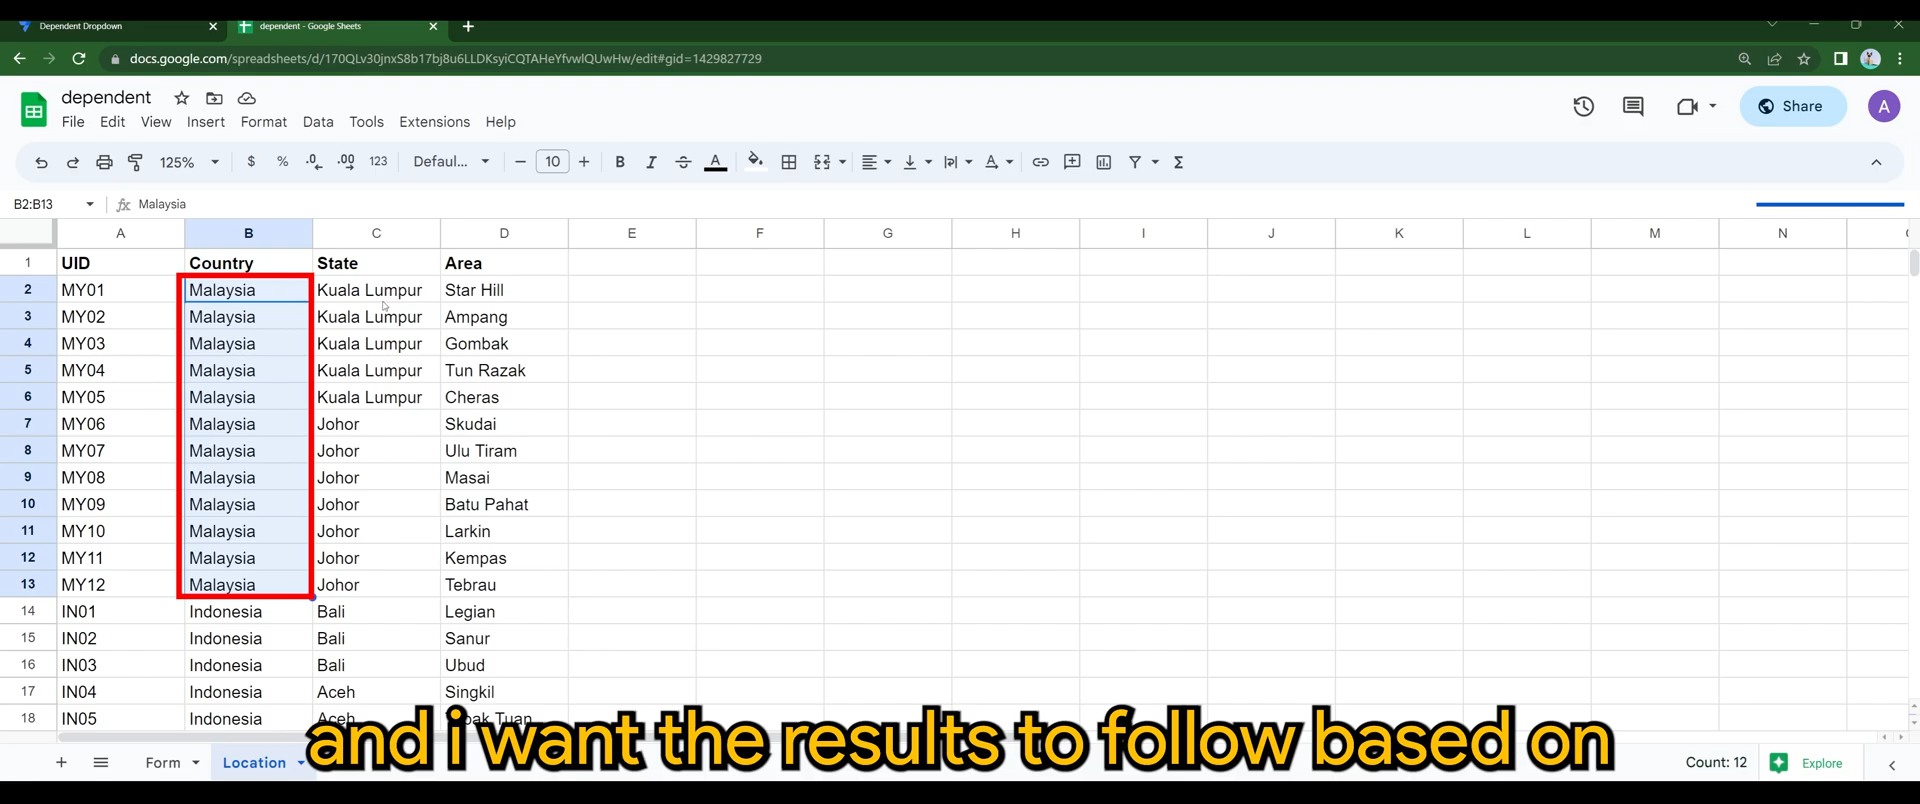 Dependent Dropdown
dependent - Google Sheets
docs.google.com/spreadsheets/d/170QLv30jnxS8b17bj8u6LLDKsyiCQTAHeYfvwlQUwHw/edit#gid=1429827729
dependent
File Edit View Insert Format Data Tools Extensions Help
Share
A
125% $ % .0 .00 123 Defaul... 10 B I A
B2:B13 Malaysia
A B C D E F G H I J K L M N
1 UID Country State Area
2 MY01 Malaysia Kuala Lumpur Star Hill
3 MY02 Malaysia Kuala Lumpur Ampang
4 MY03 Malaysia Kuala Lumpur Gombak
5 MY04 Malaysia Kuala Lumpur Tun Razak
6 MY05 Malaysia Kuala Lumpur Cheras
7 MY06 Malaysia Johor Skudai
8 MY07 Malaysia Johor Ulu Tiram
9 MY08 Malaysia Johor Masai
10 MY09 Malaysia Johor Batu Pahat
11 MY10 Malaysia Johor Larkin
12 MY11 Malaysia Johor Kempas
13 MY12 Malaysia Johor Tebrau
14 IN01 Indonesia Bali Legian
15 IN02 Indonesia Bali Sanur
16 IN03 Indonesia Bali Ubud
17 IN04 Indonesia Aceh Singkil
18 IN05 Indonesia Aceh Tuan
and i want the results to follow based on
Form Location Count: 12 Explore